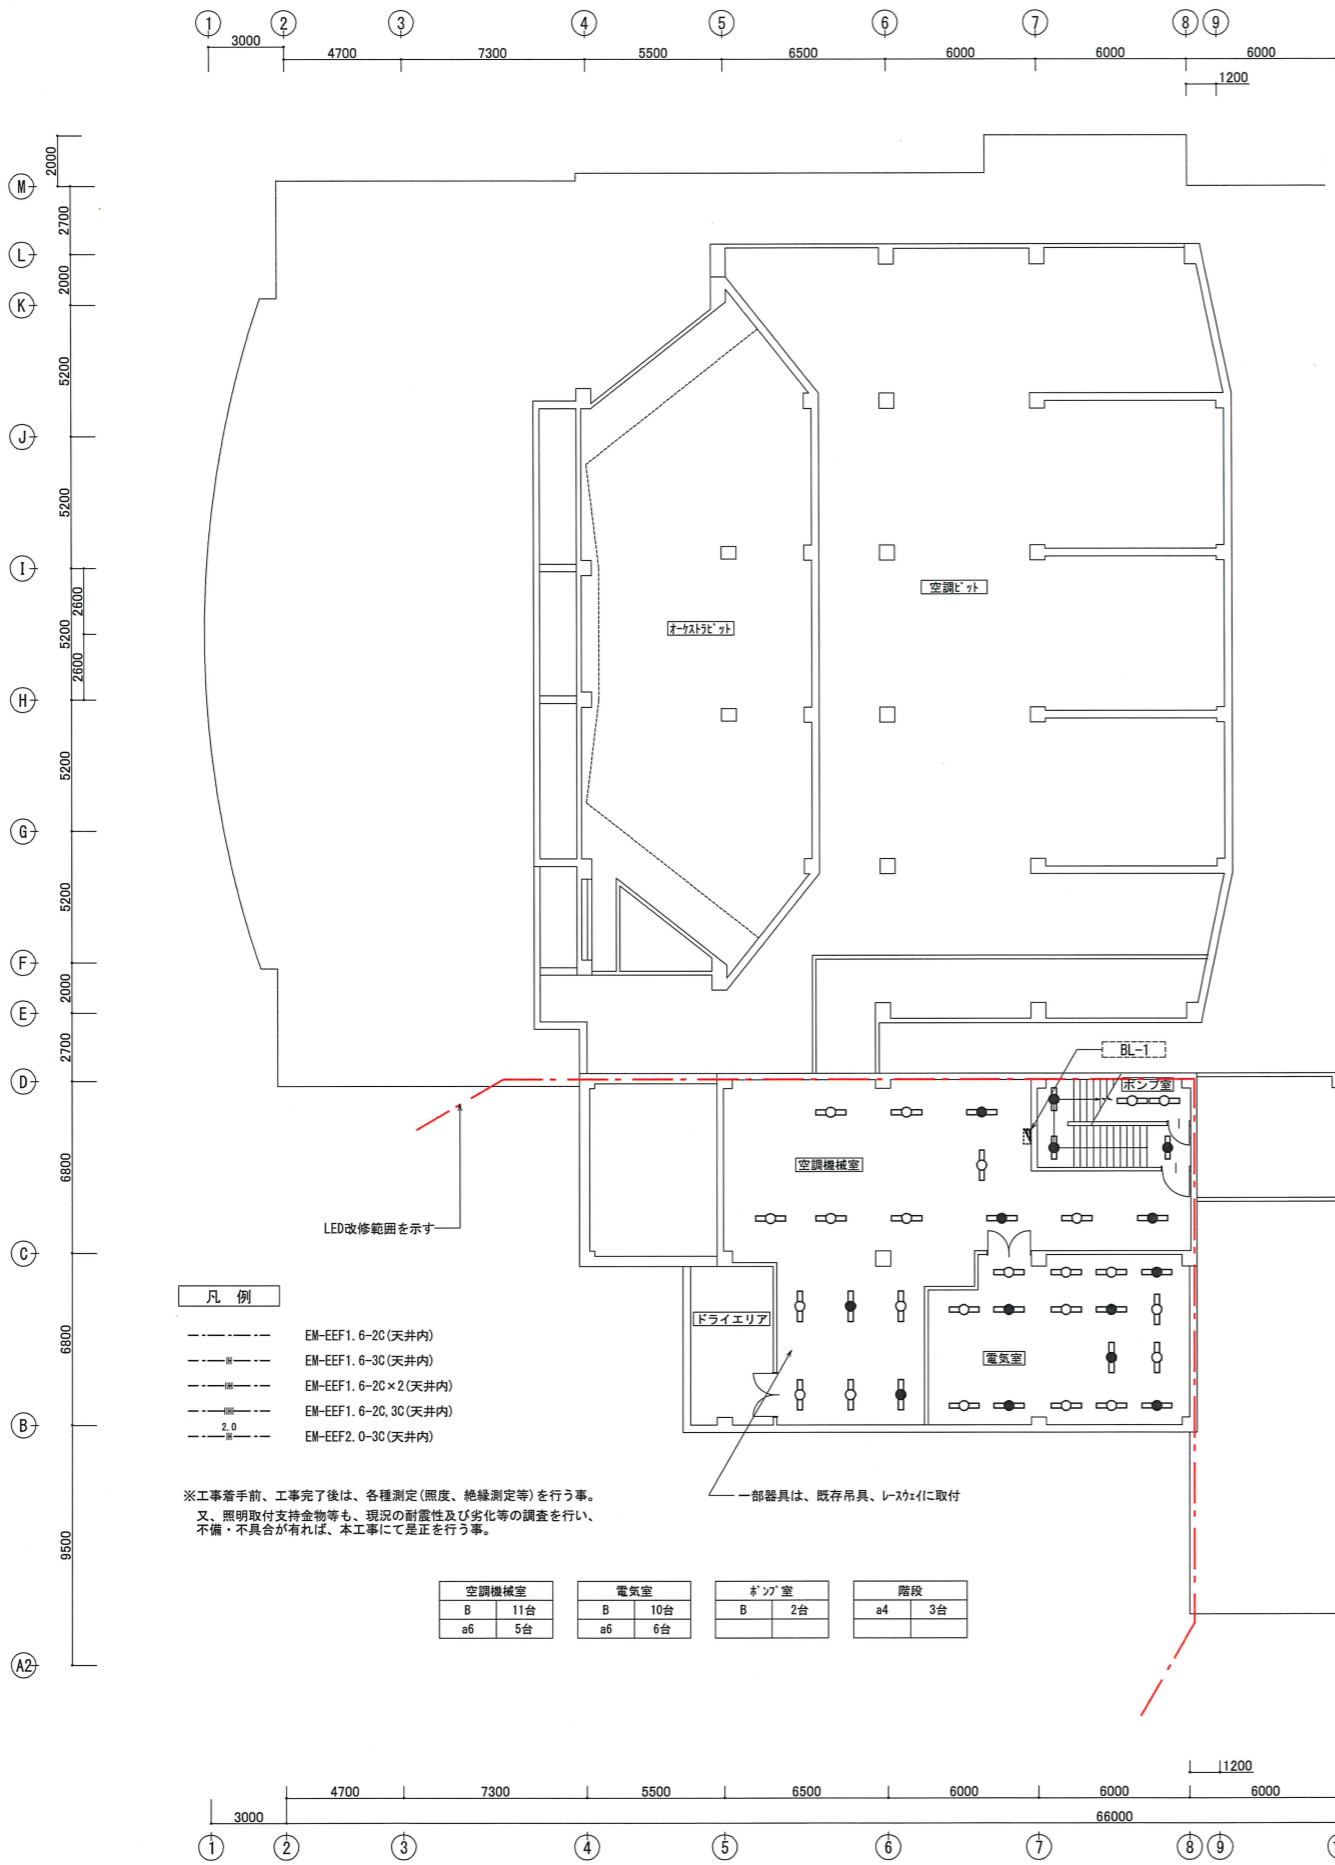 1 2 3 4 5 6 7 8 9
3000 4700 7300 5500 6500 6000 6000 6000
1200
2000
M
2700
L
2000
K
5200
J
5200
I
2600
5200
2600
H
5200
G
5200
F
2000
E
2700
D
6800
C
6800
B
9500
A2
空調ピット
オーケストラピット
BL-1
ポンプ室
空調機械室
LED改修範囲を示す
ドライエリア
電気室
凡 例
EM-EEF1.6-2C(天井内)
EM-EEF1.6-3C(天井内)
EM-EEF1.6-2C×2(天井内)
EM-EEF1.6-2C,3C(天井内)
2.0
EM-EEF2.0-3C(天井内)
※工事着手前、工事完了後は、各種測定(照度、絶縁測定等)を行う事。
又、照明取付支持金物等も、現況の耐震性及び劣化等の調査を行い、
不備・不具合が有れば、本工事にて是正を行う事。
一部器具は、既存吊具、レースウェイに取付
空調機械室 電気室 ポンプ室 階段
B 11台 B 10台 B 2台 a4 3台
a6 5台 a6 6台
1200
4700 7300 5500 6500 6000 6000 6000
3000 66000
1 2 3 4 5 6 7 8 9